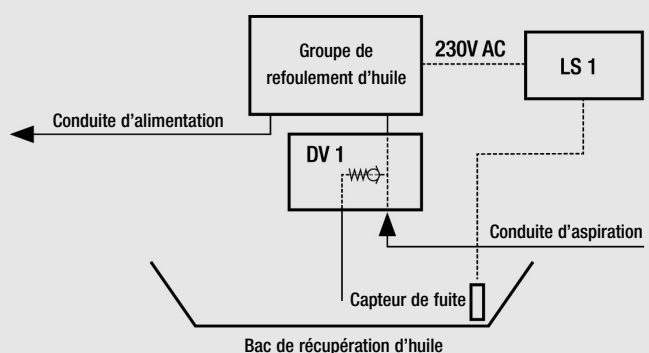 Groupe de
refoulement d'huile
230V AC
LS 1
Conduite d'alimentation
DV 1
Conduite d'aspiration
Capteur de fuite
Bac de récupération d'huile